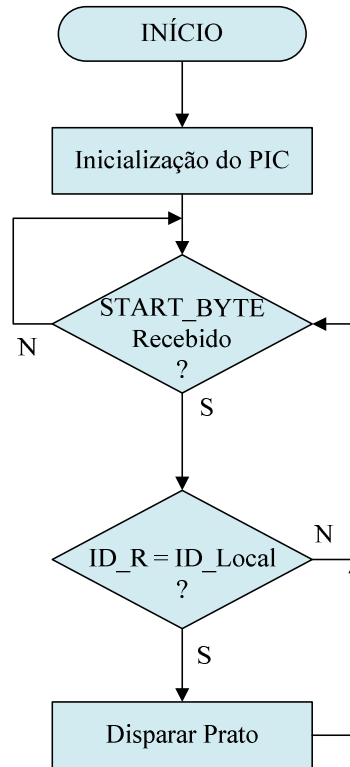 INÍCIO
Inicialização do PIC
START_BYTE
Recebido
?
N
S
ID_R = ID_Local
?
N
S
Disparar Prato